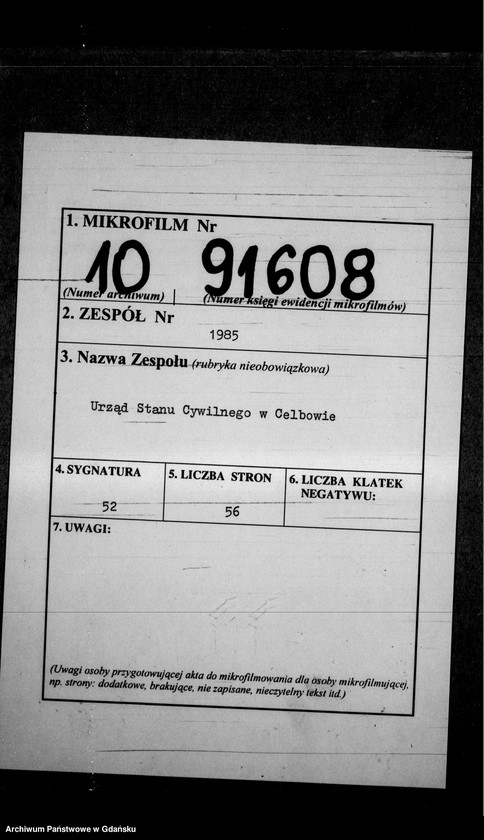 1. MIKROFILM Nr
10 91608
(Numer archiwum) (Numer księgi ewidencji mikrofilmów)
2. ZESPÓŁ Nr
1985
3. Nazwa Zespołu (rubryka nieobowiązkowa)
Urząd Stanu Cywilnego w Celbowie
4. SYGNATURA
52
5. LICZBA STRON
56
6. LICZBA KLATEK
NEGATYWU:
7. UWAGI:
(Uwagi osoby przygotowującej akta do mikrofilmowania dla osoby mikrofilmującej,
np. strony: dodatkowe, brakujące, nie zapisane, nieczytelny tekst itd.)
Archiwum Państwowe w Gdańsku